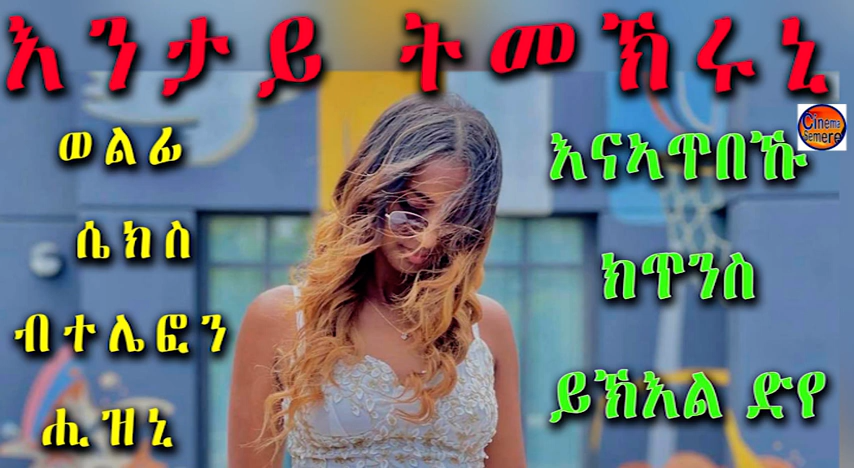 እንታይ ትመኽሩኒ
ወልፊ
ሴክስ
ብተሌፎን
ሒዝኒ
እናኣጥበኹ
ክጥንስ
ይኽእል ድየ
Cinema
Semere